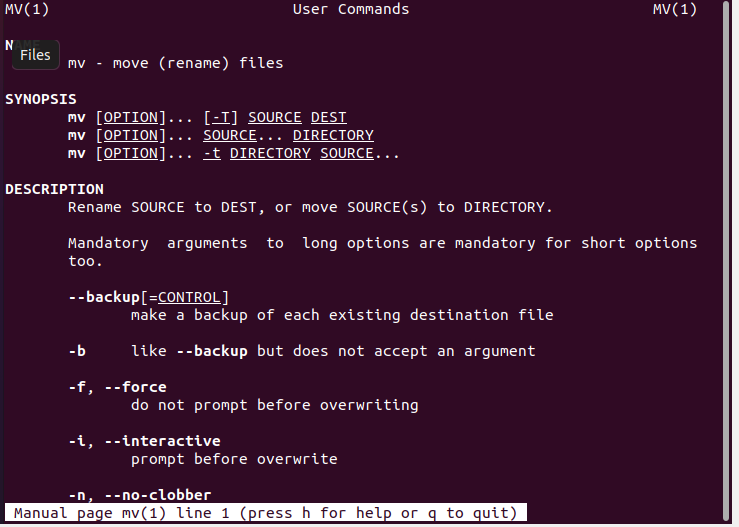 MV(1) User Commands MV(1)
NAME
Files
mv - move (rename) files
SYNOPSIS
mv [OPTION]... [-T] SOURCE DEST
mv [OPTION]... SOURCE... DIRECTORY
mv [OPTION]... -t DIRECTORY SOURCE...
DESCRIPTION
Rename SOURCE to DEST, or move SOURCE(s) to DIRECTORY.
Mandatory arguments to long options are mandatory for short options
too.
--backup[=CONTROL]
make a backup of each existing destination file
-b like --backup but does not accept an argument
-f, --force
do not prompt before overwriting
-i, --interactive
prompt before overwrite
-n, --no-clobber
Manual page mv(1) line 1 (press h for help or q to quit)